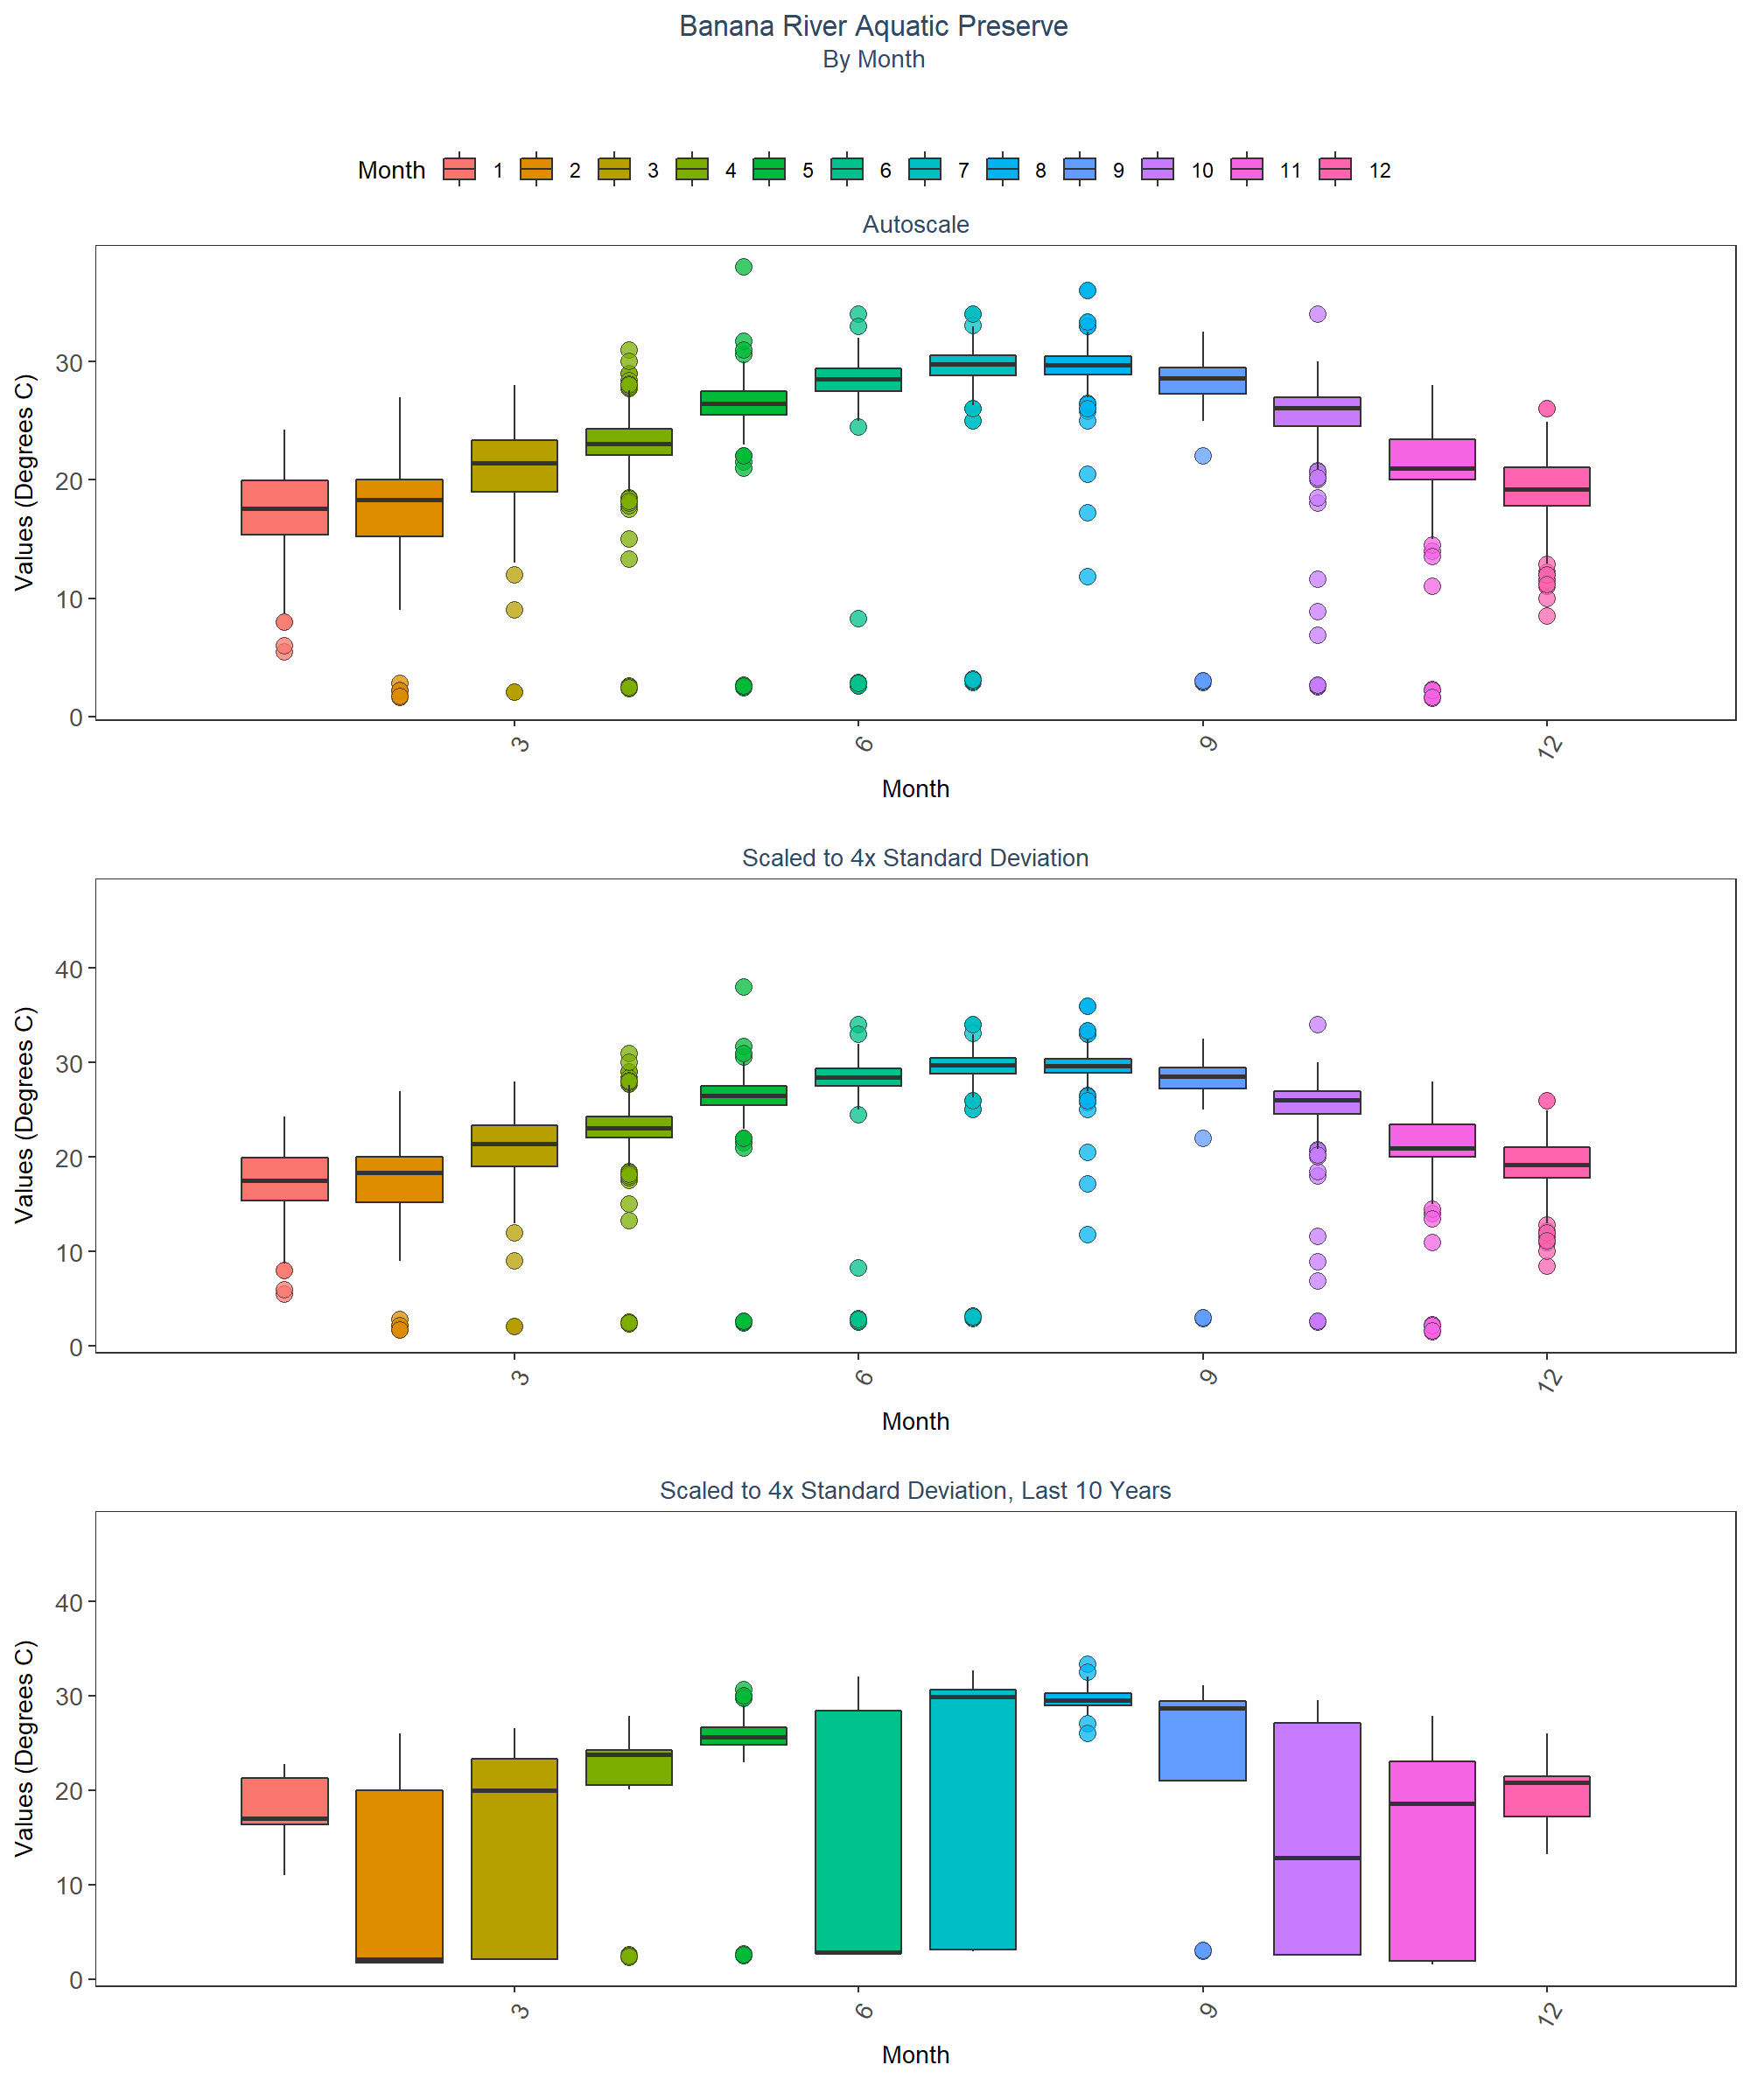 Banana River Aquatic Preserve
By Month
Month 1 2 3 4 5 6 7 8 9 10 11 12
Autoscale
Values (Degrees C)
30
20
10
0
3 6 9 12
Month
Scaled to 4x Standard Deviation
Values (Degrees C)
40
30
20
10
0
3 6 9 12
Month
Scaled to 4x Standard Deviation, Last 10 Years
Values (Degrees C)
40
30
20
10
0
3 6 9 12
Month